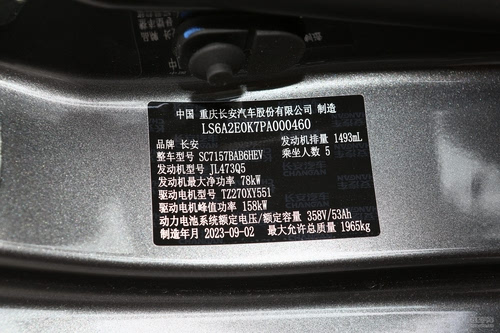 中国 重庆长安汽车股份有限公司 制造
LS6A2E0K7PA000460
品牌 长安 发动机排量 1493mL
整车型号 SC7157BAB6HEV 乘坐人数 5
发动机型号 JL473Q5
发动机最大净功率 78kW
驱动电机型号 TZ270XY551
驱动电机峰值功率 158kW
动力电池系统额定电压/额定容量 358V/53Ah
制造年月 2023-09-02 最大允许总质量 1965kg